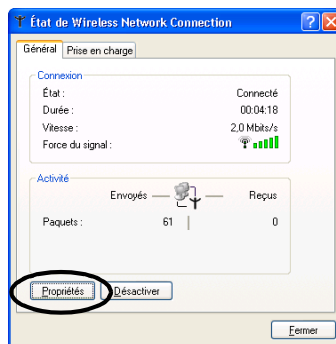 État de Wireless Network Connection
Général Prise en charge
Connexion
État : Connecté
Durée : 00:04:18
Vitesse : 2,0 Mbits/s
Force du signal :
Activité
Envoyés — — Reçus
Paquets : 61 | 0
Propriétés Désactiver
Fermer